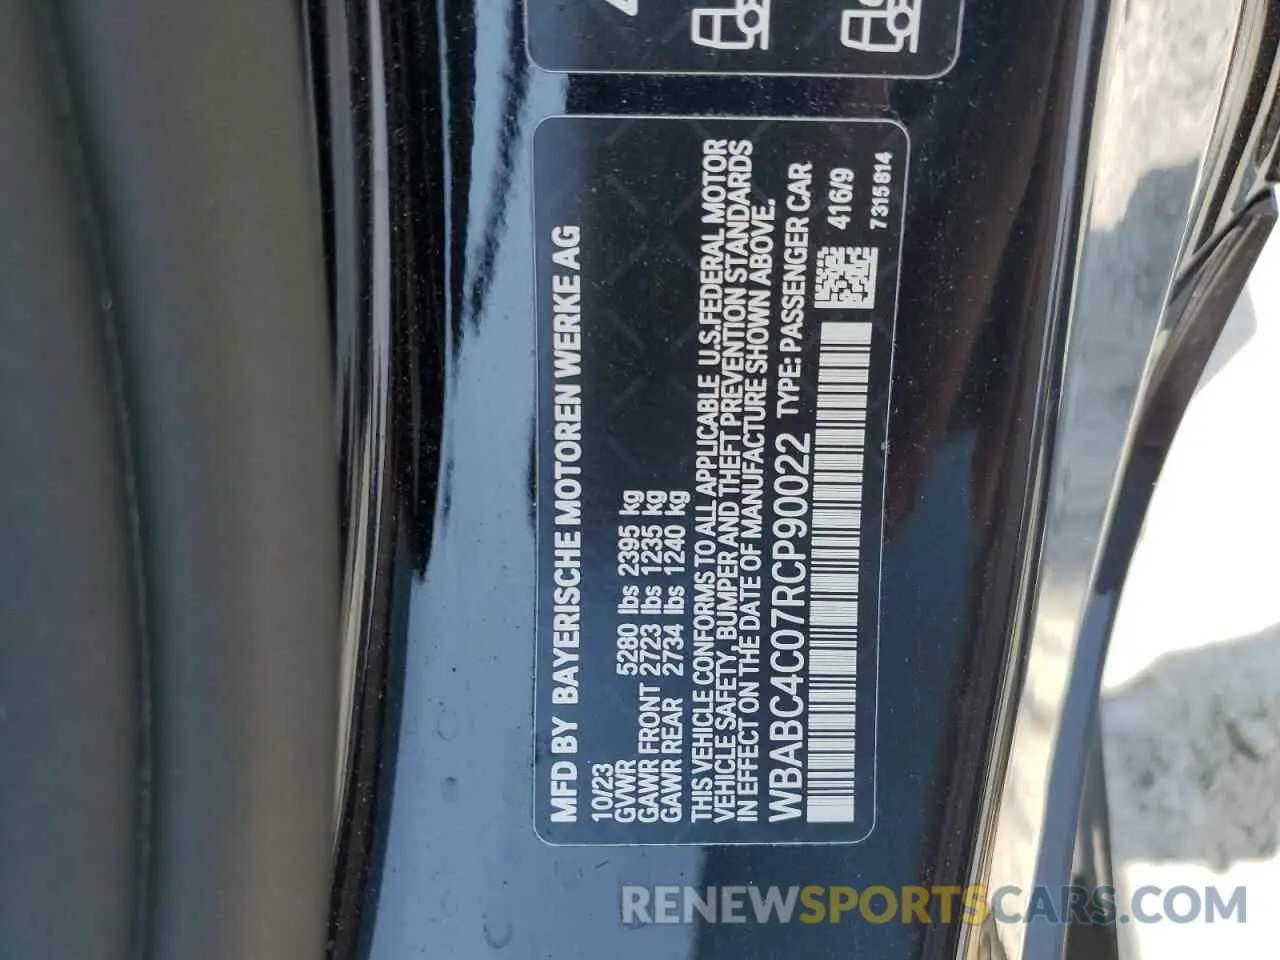 MFD BY BAYERISCHE MOTOREN WERKE AG
10/23
GVWR 5280 lbs 2395 kg
GAWR FRONT 2723 lbs 1235 kg
GAWR REAR 2734 lbs 1240 kg
THIS VEHICLE CONFORMS TO ALL APPLICABLE U.S.FEDERAL MOTOR
VEHICLE SAFETY, BUMPER AND THEFT PREVENTION STANDARDS
IN EFFECT ON THE DATE OF MANUFACTURE SHOWN ABOVE.
WBABC4C07RCP90022 TYPE: PASSENGER CAR
416/9
7315814
RENEWSPORTSCARS.COM